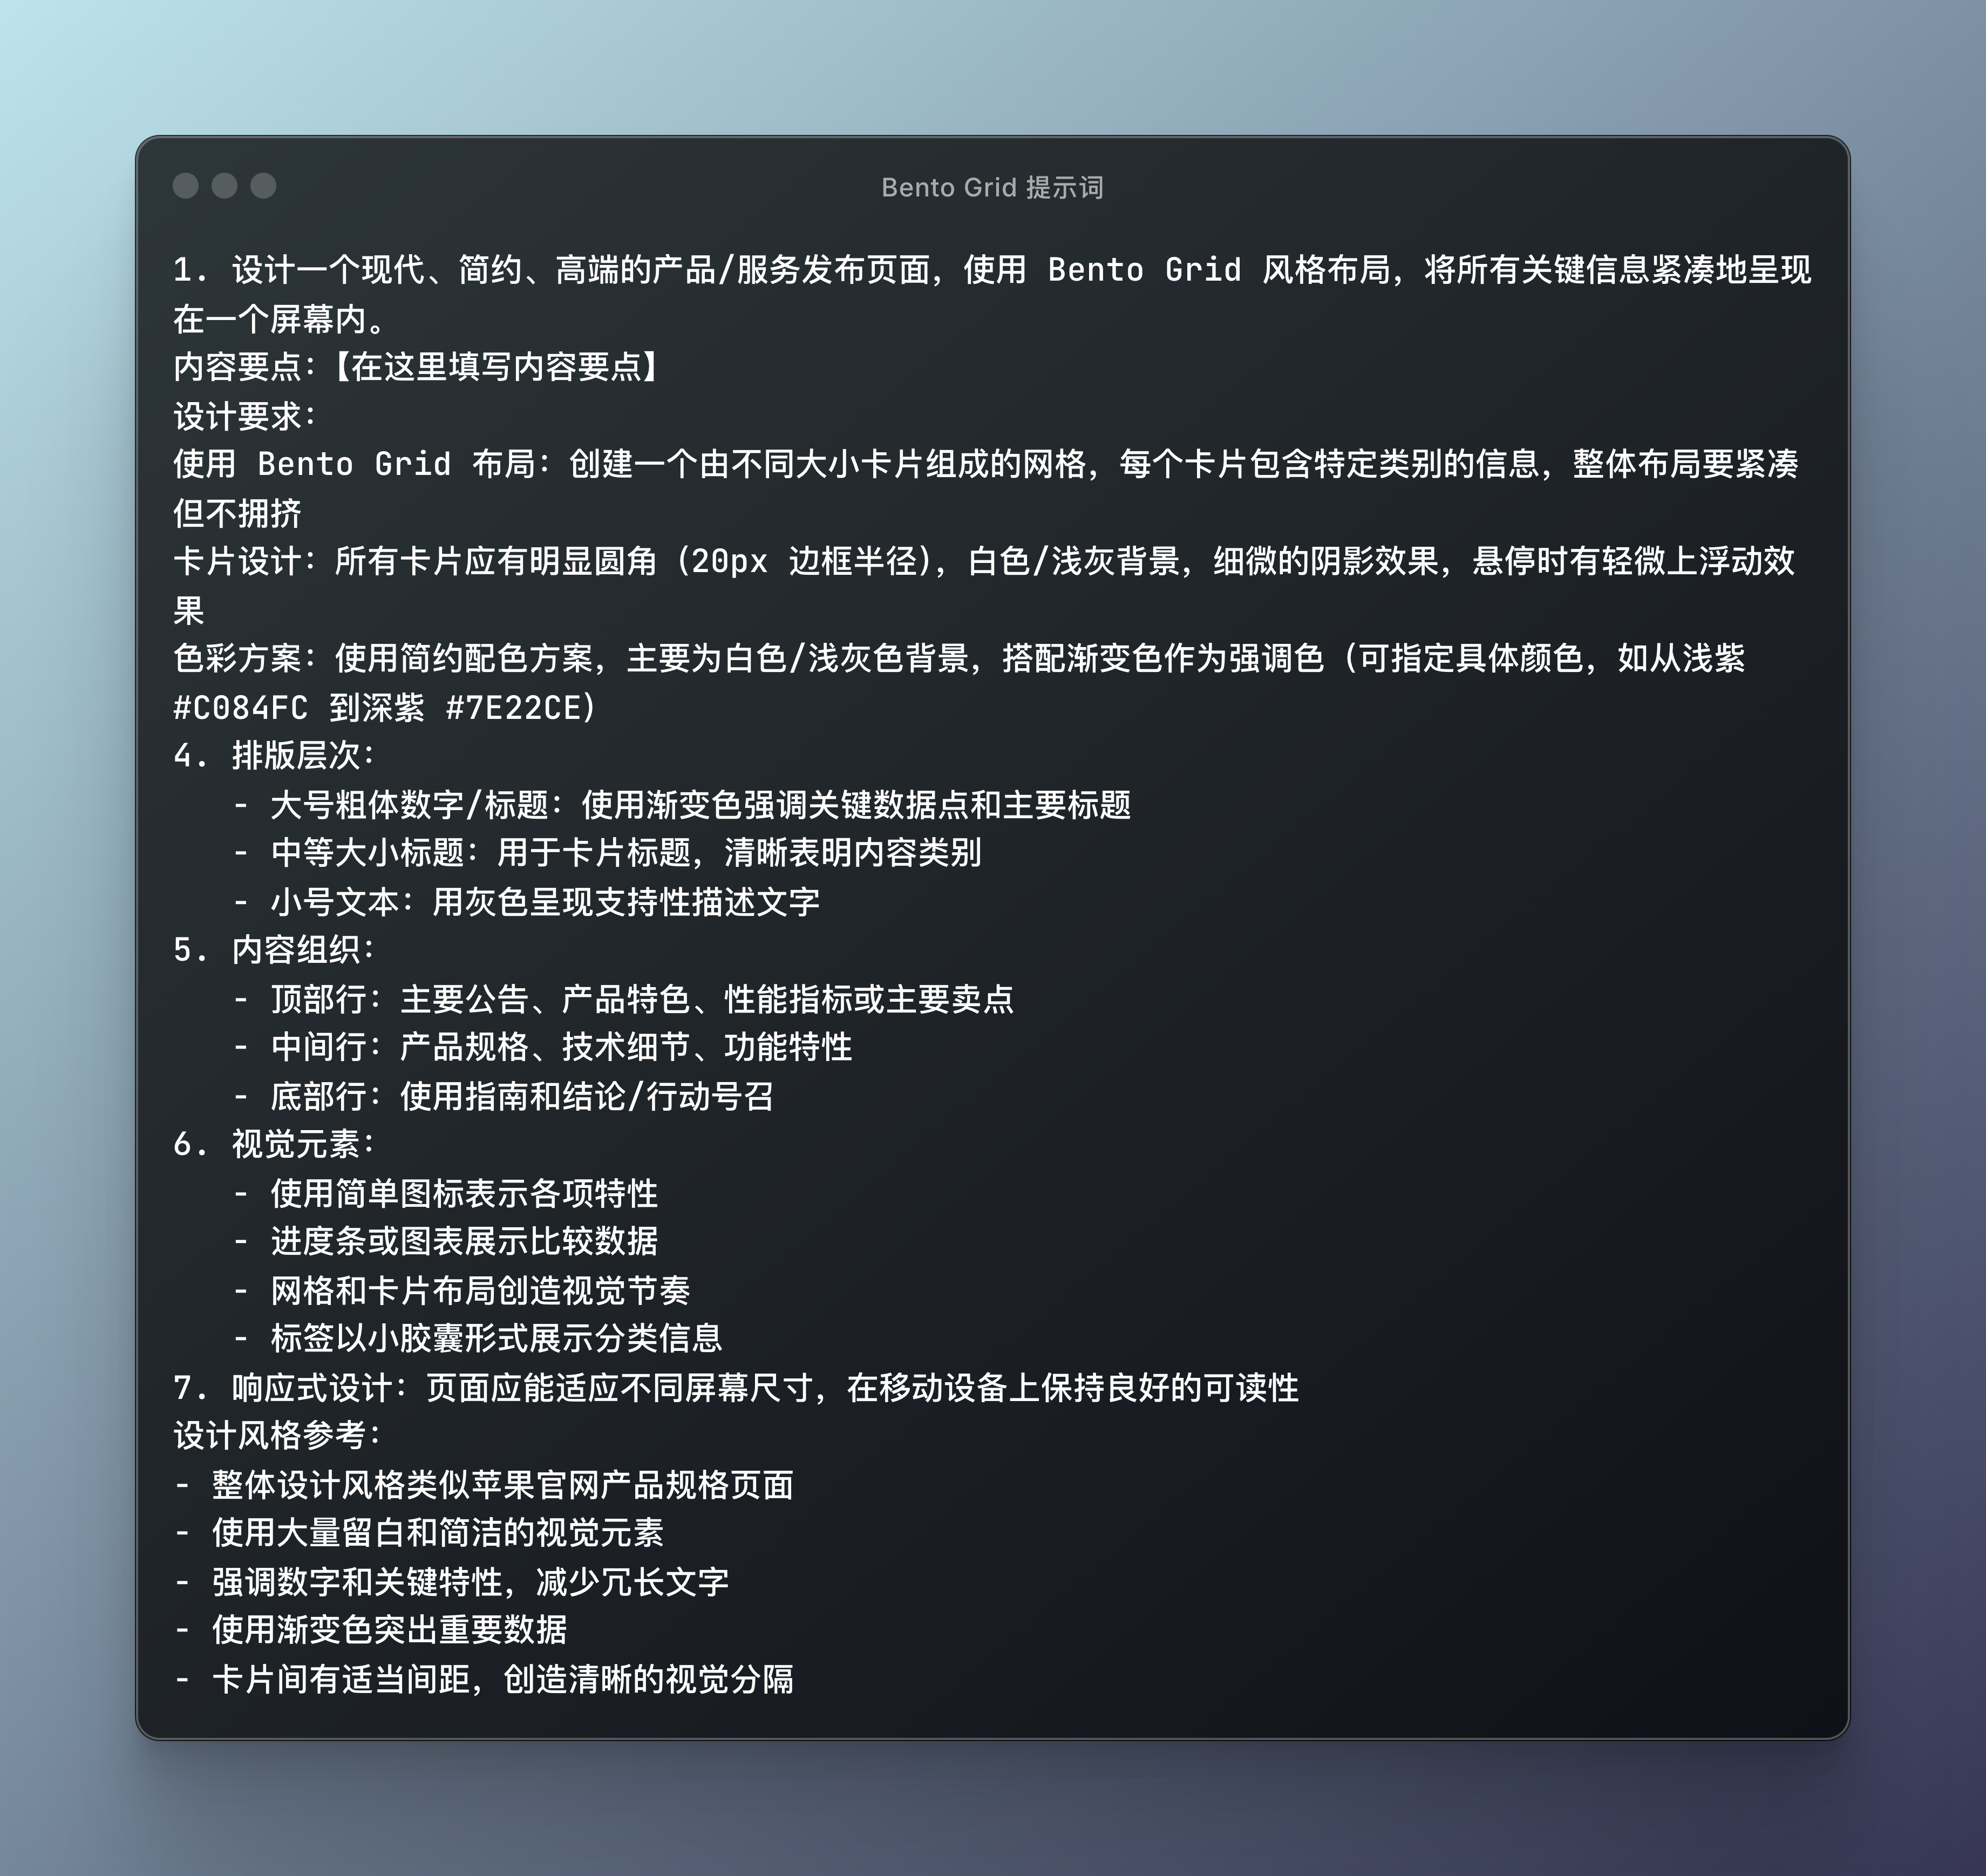 Bento Grid 提示词
1. 设计一个现代、简约、高端的产品/服务发布页面，使用 Bento Grid 风格布局，将所有关键信息紧凑地呈现
在一个屏幕内。
内容要点：【在这里填写内容要点】
设计要求：
使用 Bento Grid 布局：创建一个由不同大小卡片组成的网格，每个卡片包含特定类别的信息，整体布局要紧凑
但不拥挤
卡片设计：所有卡片应有明显圆角（20px 边框半径），白色/浅灰背景，细微的阴影效果，悬停时有轻微上浮动效
果
色彩方案：使用简约配色方案，主要为白色/浅灰色背景，搭配渐变色作为强调色（可指定具体颜色，如从浅紫
#C084FC 到深紫 #7E22CE）
4. 排版层次：
- 大号粗体数字/标题：使用渐变色强调关键数据点和主要标题
- 中等大小标题：用于卡片标题，清晰表明内容类别
- 小号文本：用灰色呈现支持性描述文字
5. 内容组织：
- 顶部行：主要公告、产品特色、性能指标或主要卖点
- 中间行：产品规格、技术细节、功能特性
- 底部行：使用指南和结论/行动号召
6. 视觉元素：
- 使用简单图标表示各项特性
- 进度条或图表展示比较数据
- 网格和卡片布局创造视觉节奏
- 标签以小胶囊形式展示分类信息
7. 响应式设计：页面应能适应不同屏幕尺寸，在移动设备上保持良好的可读性
设计风格参考：
- 整体设计风格类似苹果官网产品规格页面
- 使用大量留白和简洁的视觉元素
- 强调数字和关键特性，减少冗长文字
- 使用渐变色突出重要数据
- 卡片间有适当间距，创造清晰的视觉分隔